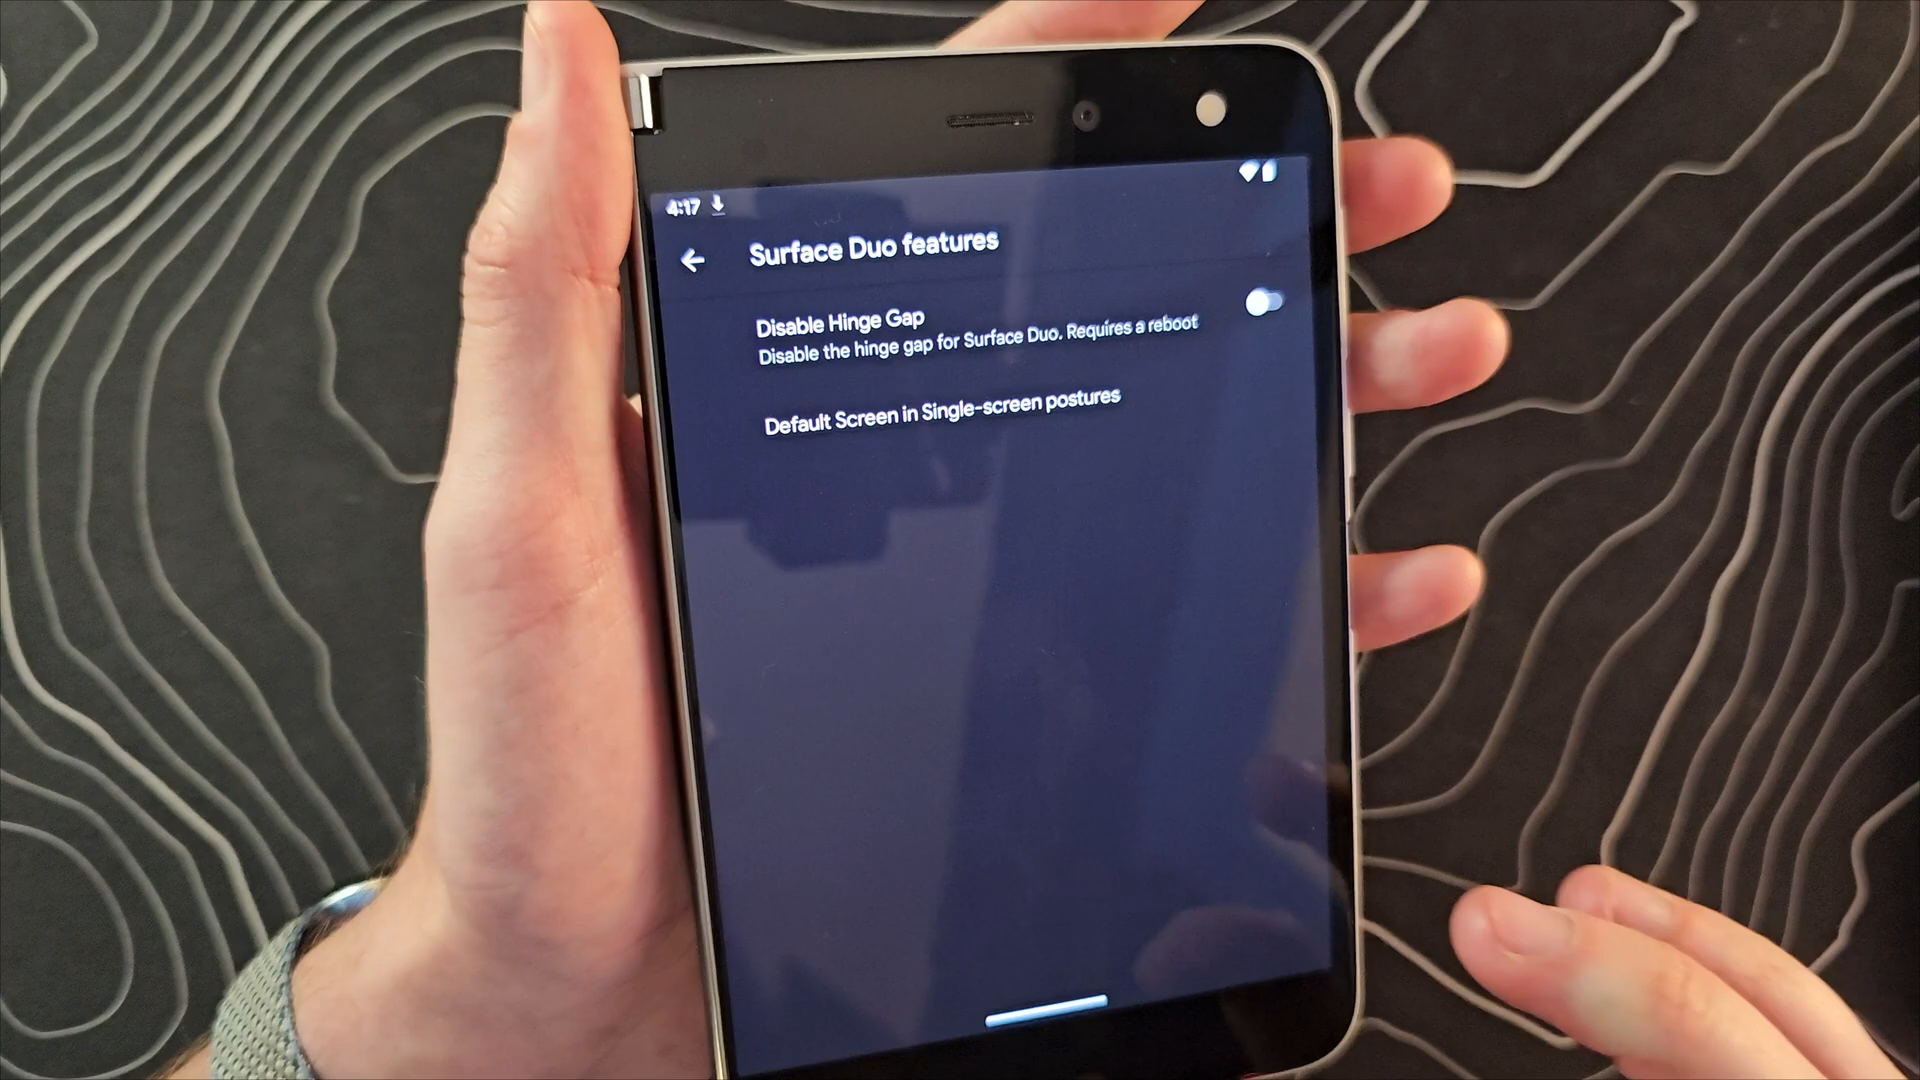 4:17
Surface Duo features
Disable Hinge Gap
Disable the hinge gap for Surface Duo. Requires a reboot
Default Screen in Single-screen postures